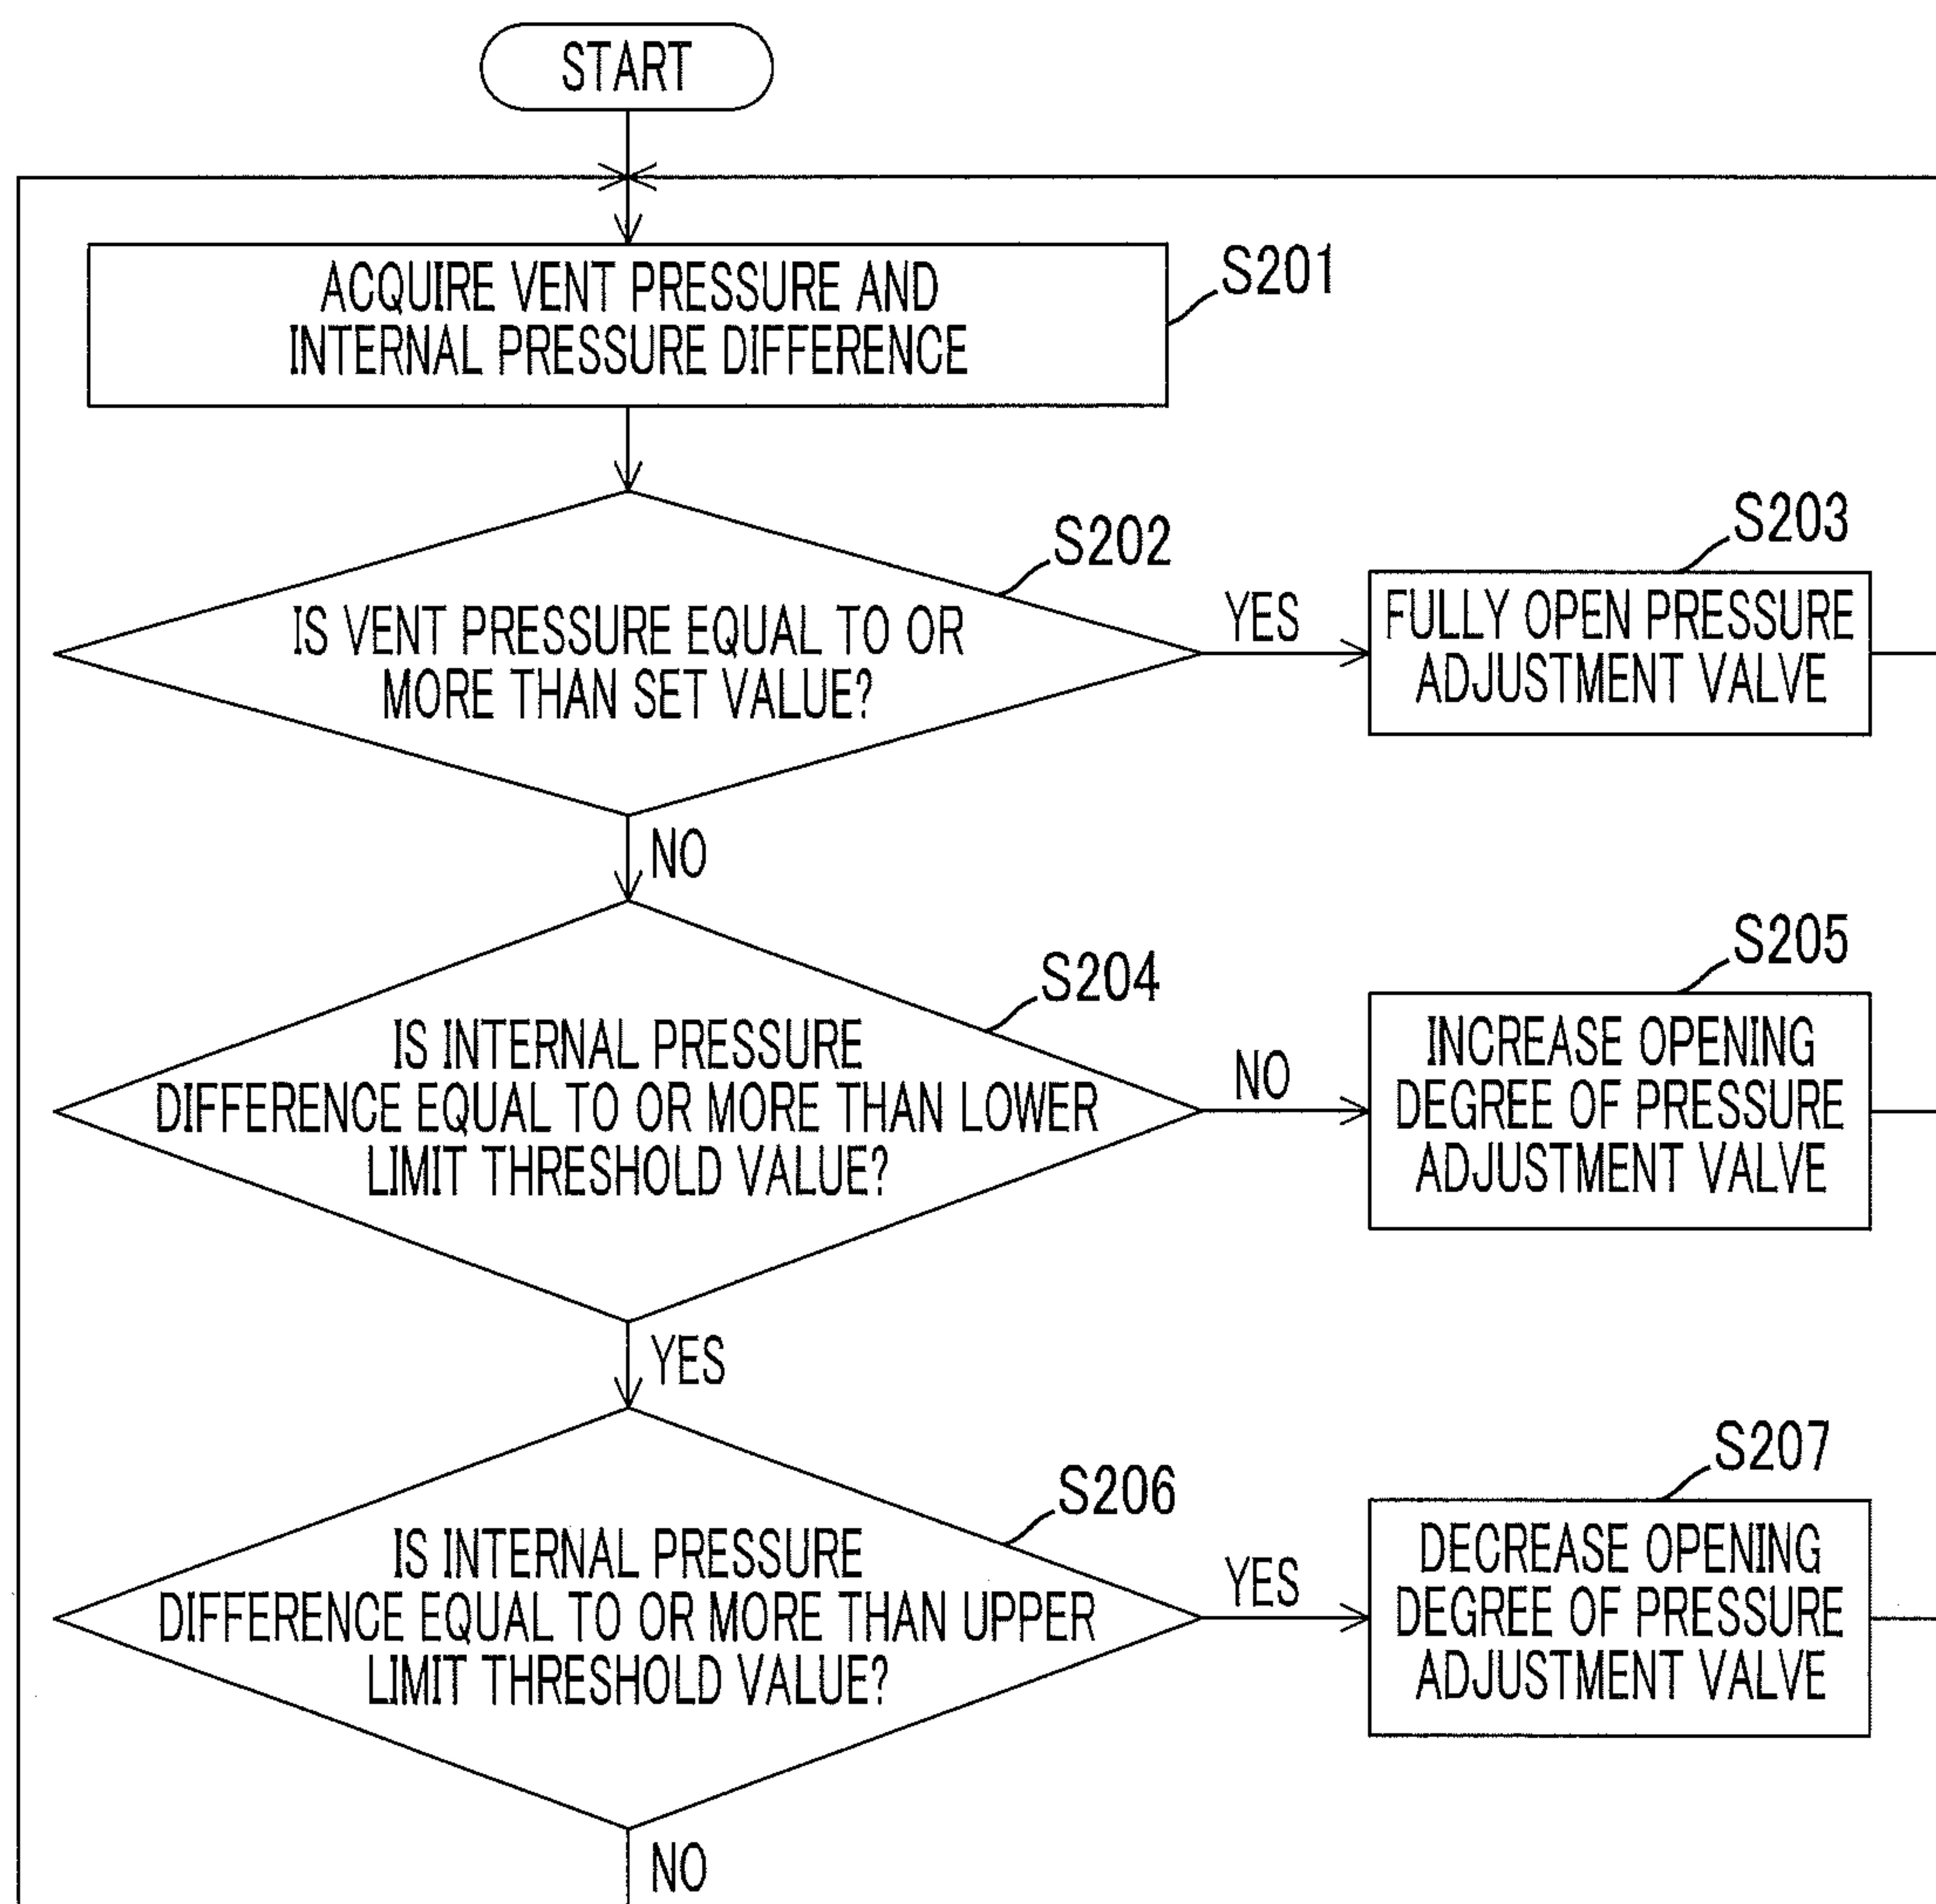 START
ACQUIRE VENT PRESSURE AND
INTERNAL PRESSURE DIFFERENCE
S201
IS VENT PRESSURE EQUAL TO OR
MORE THAN SET VALUE?
S202
YES
FULLY OPEN PRESSURE
ADJUSTMENT VALVE
S203
NO
IS INTERNAL PRESSURE
DIFFERENCE EQUAL TO OR MORE THAN LOWER
LIMIT THRESHOLD VALUE?
S204
NO
INCREASE OPENING
DEGREE OF PRESSURE
ADJUSTMENT VALVE
S205
YES
IS INTERNAL PRESSURE
DIFFERENCE EQUAL TO OR MORE THAN UPPER
LIMIT THRESHOLD VALUE?
S206
YES
DECREASE OPENING
DEGREE OF PRESSURE
ADJUSTMENT VALVE
S207
NO